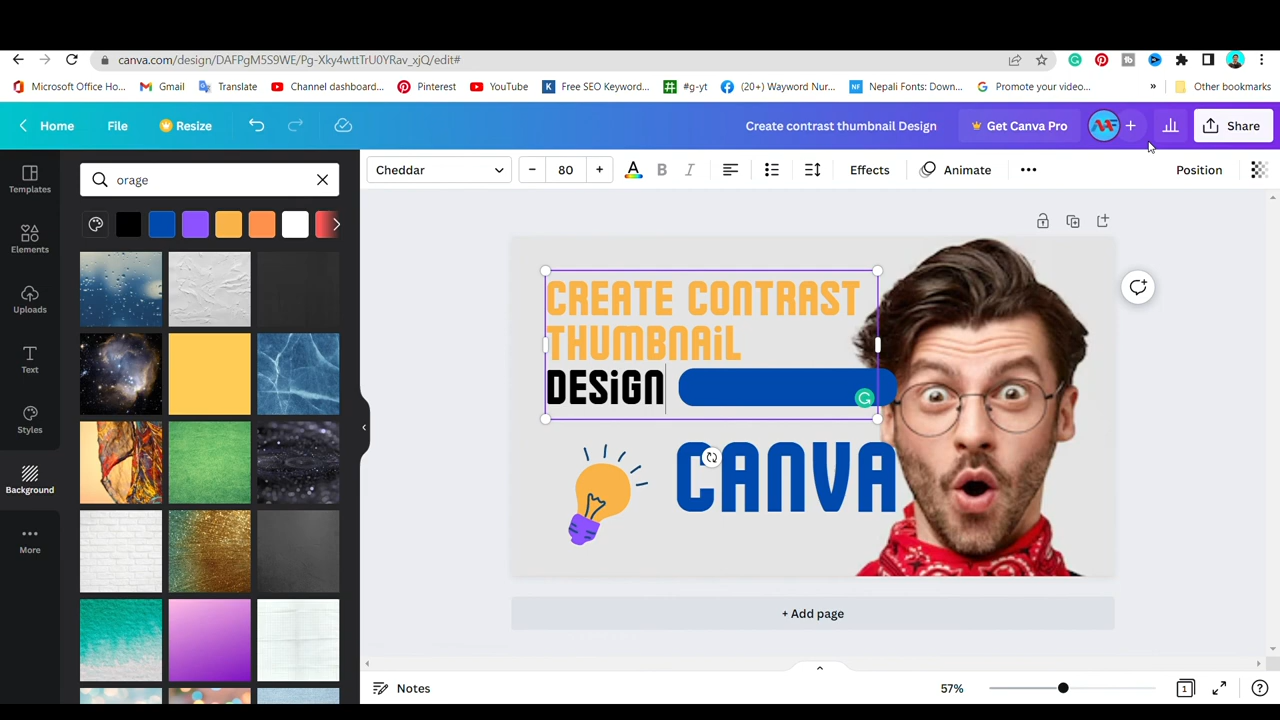 canva.com/design/DAFPgM5S9WE/Pg-Xky4wttTrU0YRav_xjQ/edit#
Microsoft Office Ho... Gmail Translate Channel dashboard... Pinterest YouTube Free SEO Keyword... #g-yt (20+) Wayword Nur... Nepali Fonts: Down... Promote your video... » Other bookmarks
Home File Resize Create contrast thumbnail Design Get Canva Pro + Share
Templates
Elements
Uploads
Text
Styles
Background
More
orage
Cheddar – 80 + A B I Effects Animate ••• Position
CREATE CONTRAST
THUMBNAiL
DESiGN
CANVA
+ Add page
Notes 57% 1 ?